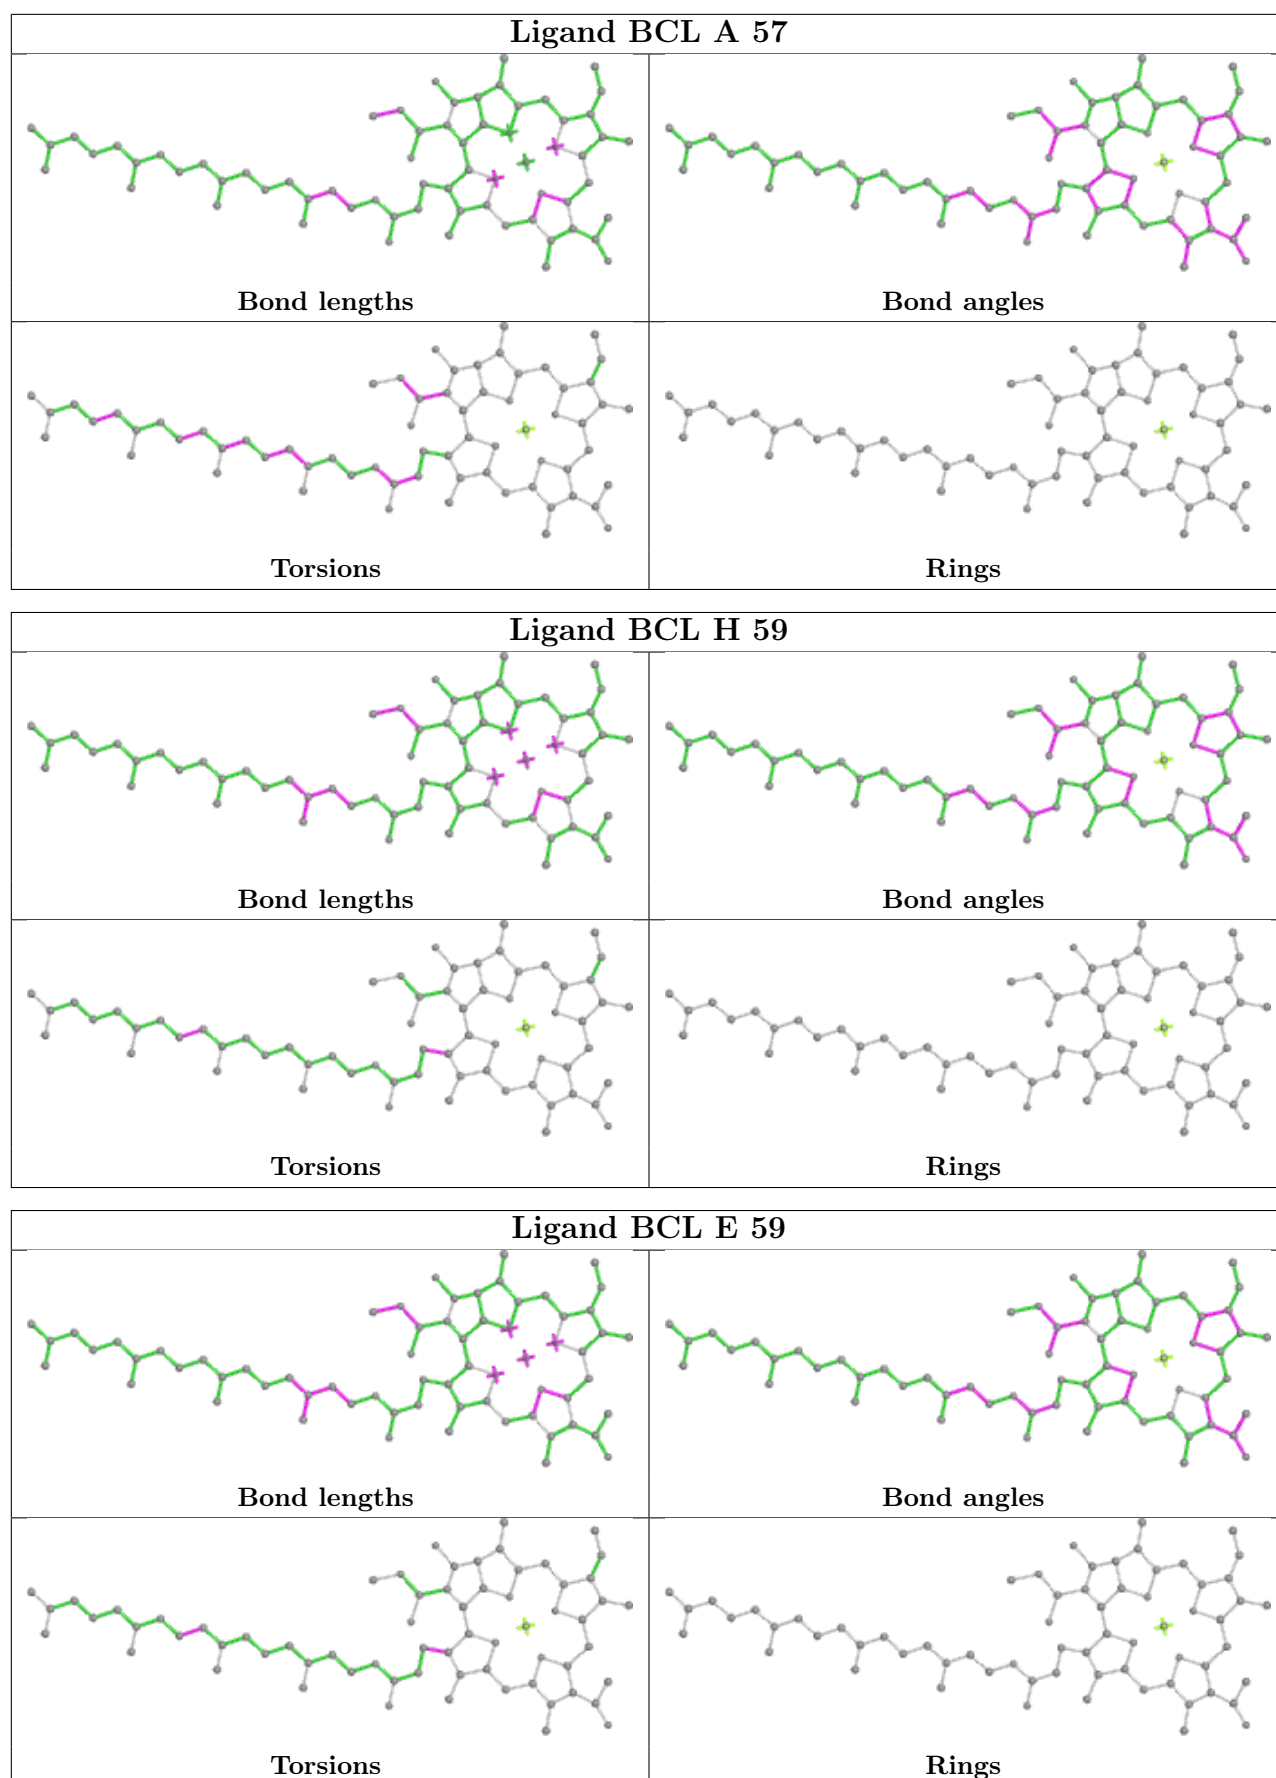 Ligand BCL A 57
Bond lengths
Bond angles
Torsions
Rings
Ligand BCL H 59
Bond lengths
Bond angles
Torsions
Rings
Ligand BCL E 59
Bond lengths
Bond angles
Torsions
Rings